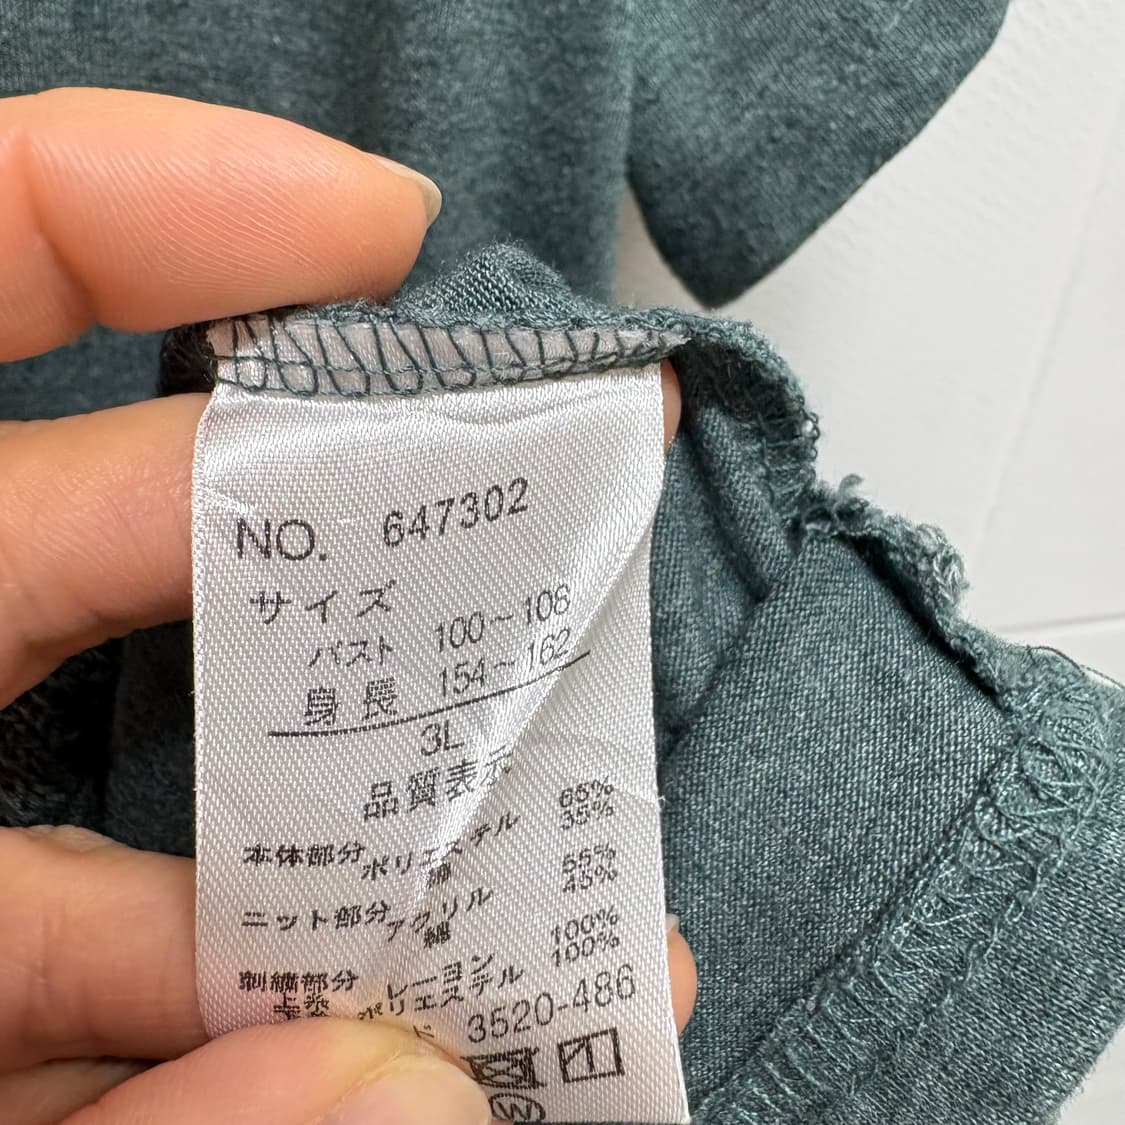 NO. 647302
サイズ
バスト 100～108
身長 154～162
3L
品質表示
本体部分 ポリエステル 65%
綿 35%
ニット部分 アクリル 55%
綿 45%
刺繍部分
上糸 レーヨン 100%
ポリエステル 100%
3520-486
W